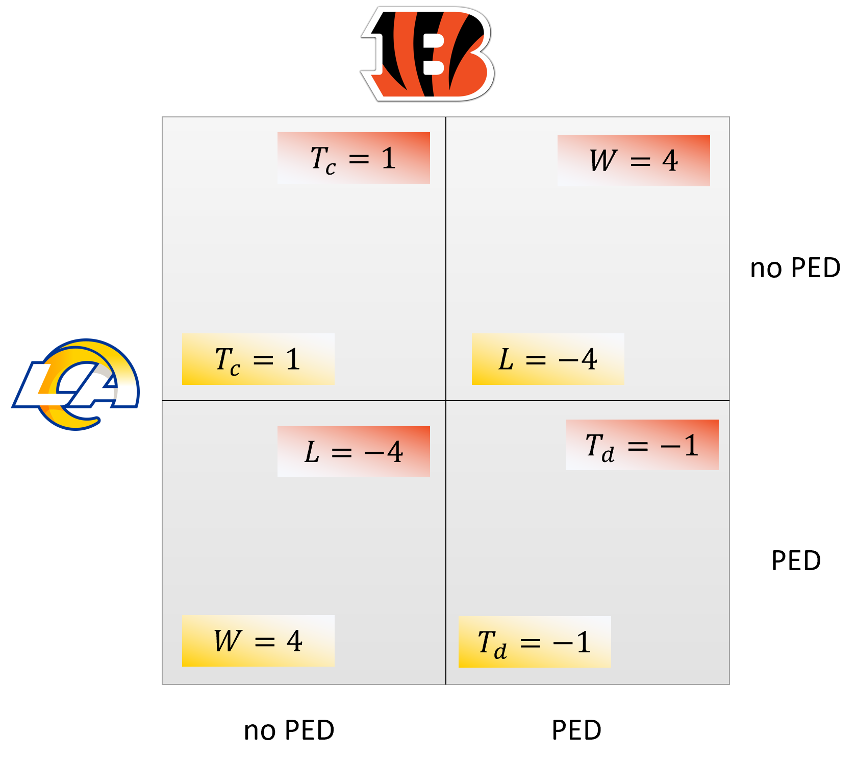 B
T_c = 1
W = 4
no PED
T_c = 1
L = −4
LA
L = −4
T_d = −1
PED
W = 4
T_d = −1
no PED
PED